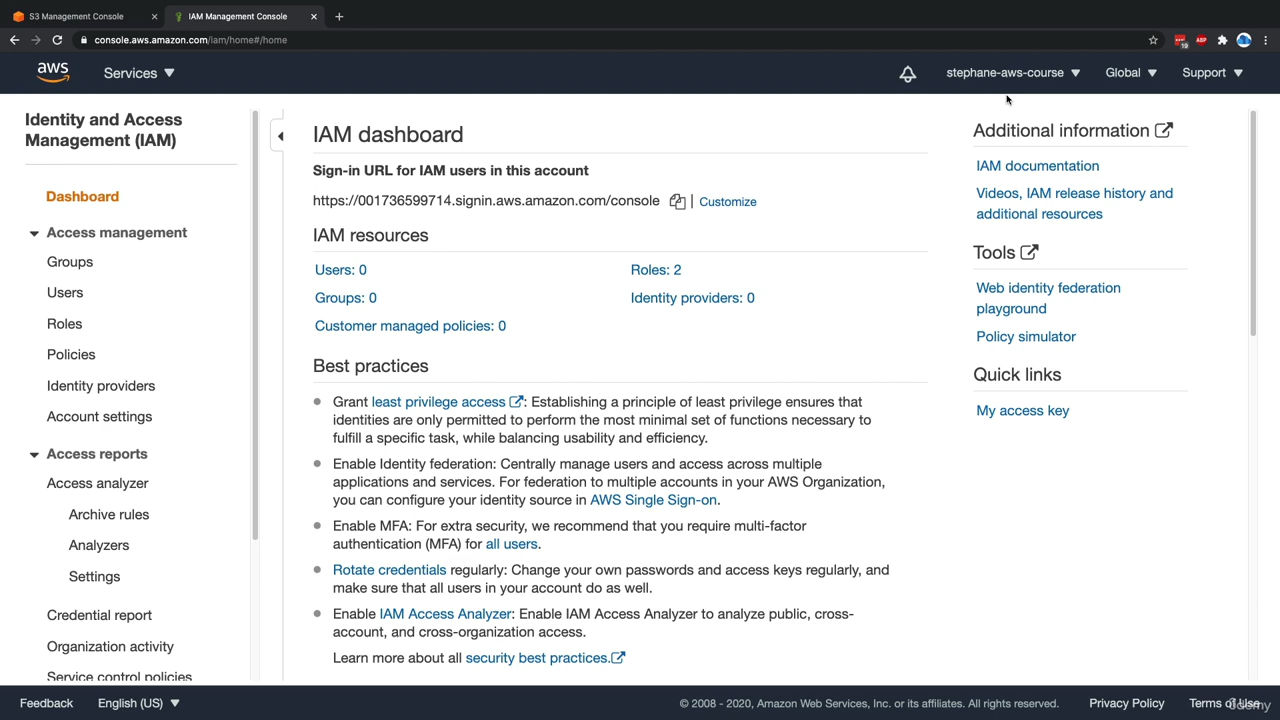 S3 Management Console
IAM Management Console
console.aws.amazon.com/iam/home#/home
19
ABP
aws
Services
stephane-aws-course
Global
Support
Identity and Access
Management (IAM)
Dashboard
Access management
Groups
Users
Roles
Policies
Identity providers
Account settings
Access reports
Access analyzer
Archive rules
Analyzers
Settings
Credential report
Organization activity
Service control policies
IAM dashboard
Sign-in URL for IAM users in this account
https://001736599714.signin.aws.amazon.com/console | Customize
IAM resources
Users: 0
Roles: 2
Groups: 0
Identity providers: 0
Customer managed policies: 0
Best practices
Grant least privilege access : Establishing a principle of least privilege ensures that
identities are only permitted to perform the most minimal set of functions necessary to
fulfill a specific task, while balancing usability and efficiency.
Enable Identity federation: Centrally manage users and access across multiple
applications and services. For federation to multiple accounts in your AWS Organization,
you can configure your identity source in AWS Single Sign-on.
Enable MFA: For extra security, we recommend that you require multi-factor
authentication (MFA) for all users.
Rotate credentials regularly: Change your own passwords and access keys regularly, and
make sure that all users in your account do as well.
Enable IAM Access Analyzer: Enable IAM Access Analyzer to analyze public, cross-
account, and cross-organization access.
Learn more about all security best practices.
Additional information
IAM documentation
Videos, IAM release history and
additional resources
Tools
Web identity federation
playground
Policy simulator
Quick links
My access key
Feedback
English (US)
© 2008 - 2020, Amazon Web Services, Inc. or its affiliates. All rights reserved.
Privacy Policy
Terms of Use
udemy